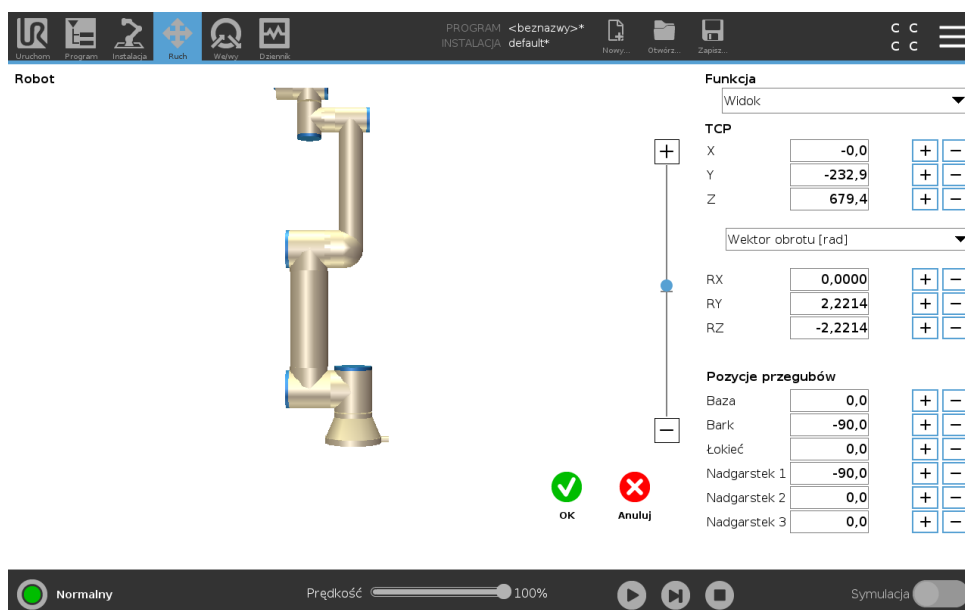 UR
PROGRAM <beznazwy>*
INSTALACJA default*
Uruchom Program Instalacja Ruch We/wy Dziennik Nowy... Otwórz... Zapisz...
C C
C C
Robot
Funkcja
Widok
TCP
X -0,0 + −
Y -232,9 + −
Z 679,4 + −
Wektor obrotu [rad]
RX 0,0000 + −
RY 2,2214 + −
RZ -2,2214 + −
Pozycje przegubów
Baza 0,0 + −
Bark -90,0 + −
Łokieć 0,0 + −
Nadgarstek 1 -90,0 + −
Nadgarstek 2 0,0 + −
Nadgarstek 3 0,0 + −
+
−
OK Anuluj
Normalny Prędkość 100% Symulacja